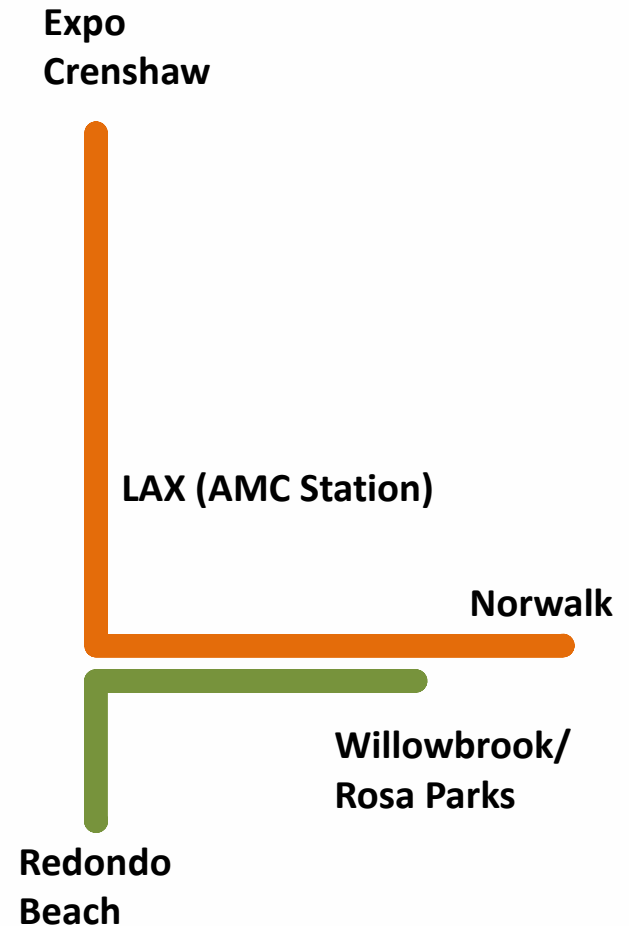 Expo
Crenshaw
LAX (AMC Station)
Norwalk
Willowbrook/
Rosa Parks
Redondo
Beach